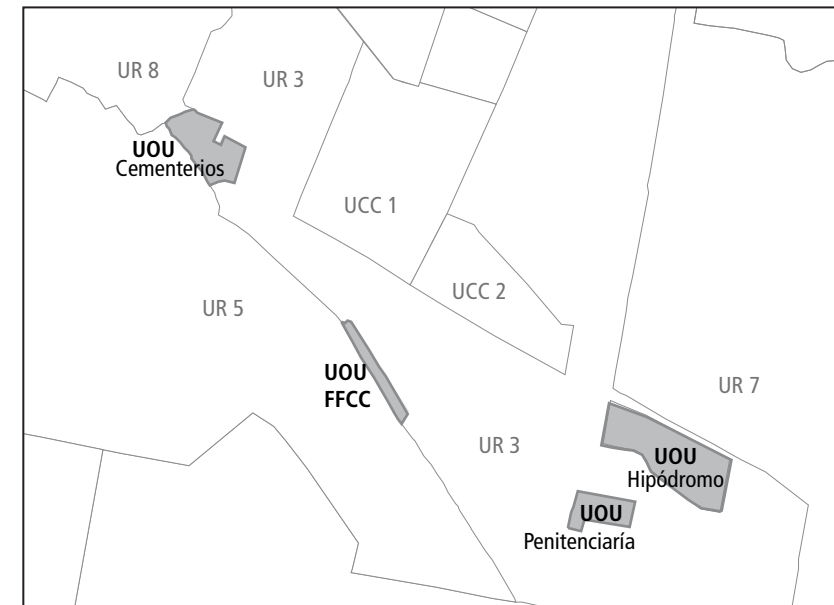 UR 8
UR 3
UOU
Cementerios
UCC 1
UCC 2
UR 5
UOU
FFCC
UR 7
UR 3
UOU
Hipódromo
UOU
Penitenciaría